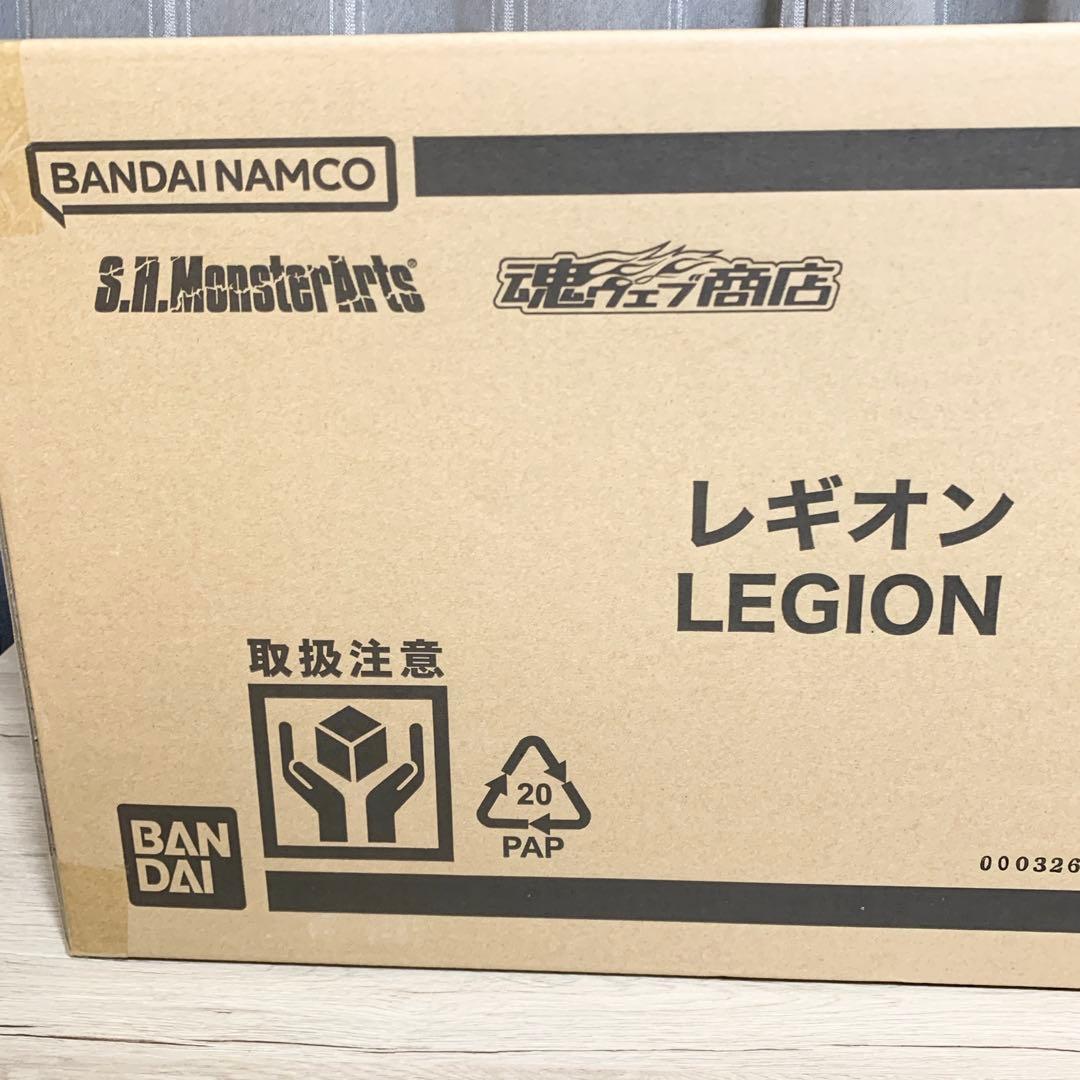 BANDAI NAMCO
S.H.MonsterArts®
魂ウェブ商店
レギオン
LEGION
取扱注意
20
PAP
BAN
DAI
000326